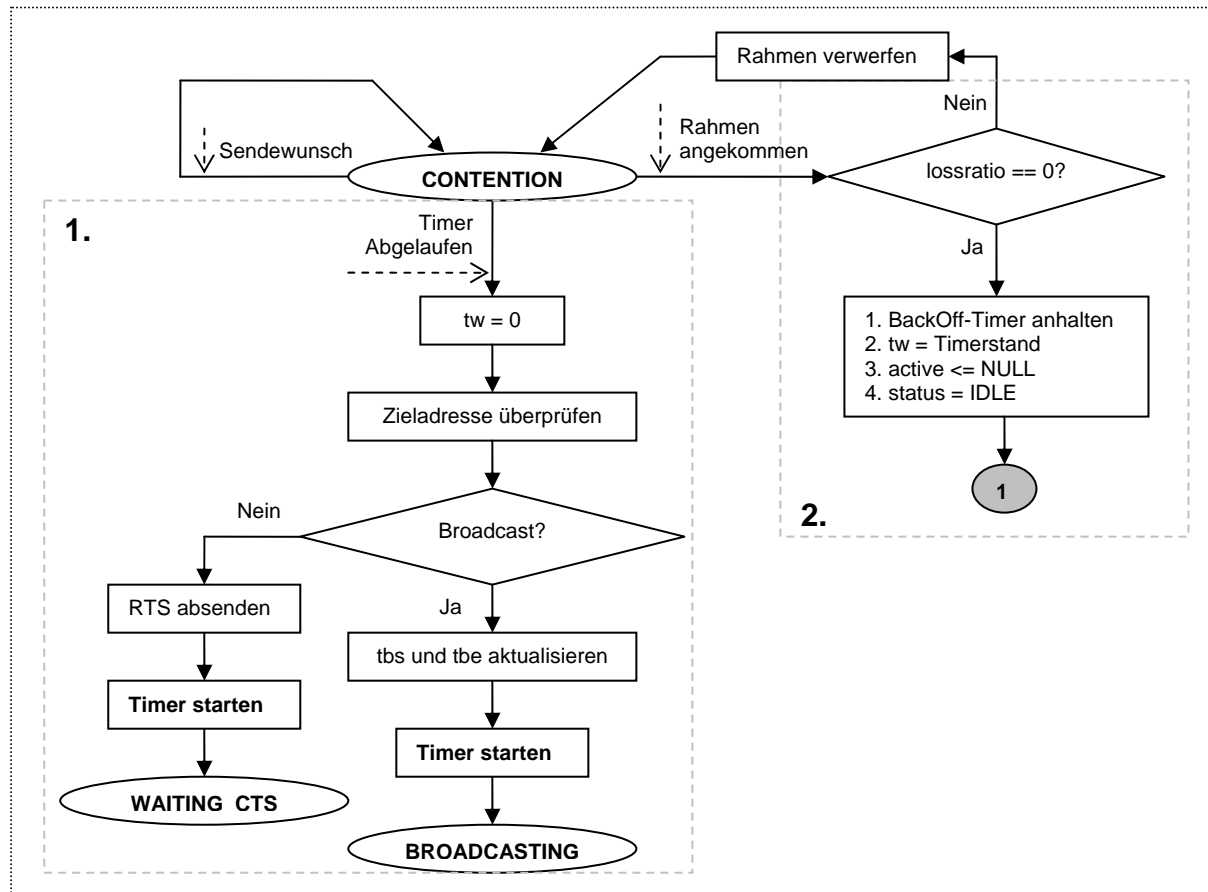 Rahmen verwerfen
Nein
Sendewunsch
Rahmen
angekommen
CONTENTION
lossratio == 0?
1.
Timer
Abgelaufen
Ja
tw = 0
1. BackOff-Timer anhalten
2. tw = Timerstand
3. active <= NULL
4. status = IDLE
Zieladresse überprüfen
1
2.
Nein
Broadcast?
RTS absenden
Ja
tbs und tbe aktualisieren
Timer starten
Timer starten
WAITING CTS
BROADCASTING